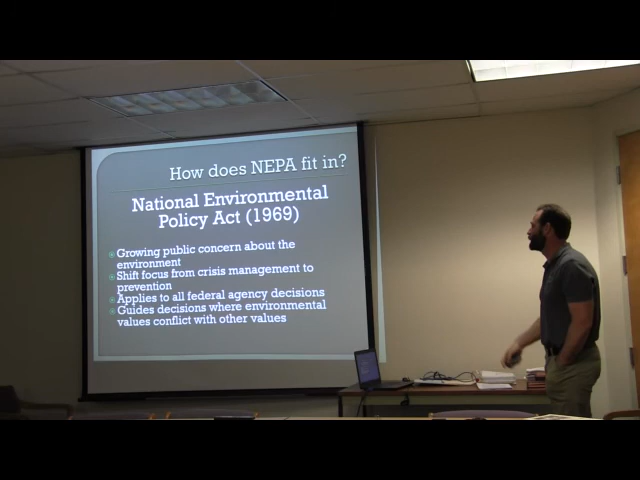 How does NEPA fit in?
National Environmental
Policy Act (1969)
Growing public concern about the
environment
Shift focus from crisis management to
prevention
Applies to all federal agency decisions
Guides decisions where environmental
values conflict with other values